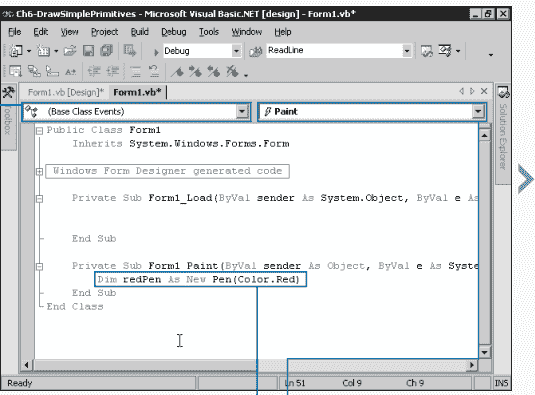 Ch6-DrawSimplePrimitives - Microsoft Visual Basic.NET [design] - Form1.vb*
File Edit View Project Build Debug Tools Window Help
Debug ReadLine
Form1.vb [Design]* Form1.vb*
Toolbox
(Base Class Events) Paint
Solution Explorer
Public Class Form1
Inherits System.Windows.Forms.Form
Windows Form Designer generated code
Private Sub Form1_Load(ByVal sender As System.Object, ByVal e As
End Sub
Private Sub Form1_Paint(ByVal sender As Object, ByVal e As Syste
Dim redPen As New Pen(Color.Red)
End Sub
End Class
Ready Ln 51 Col 9 Ch 9 INS